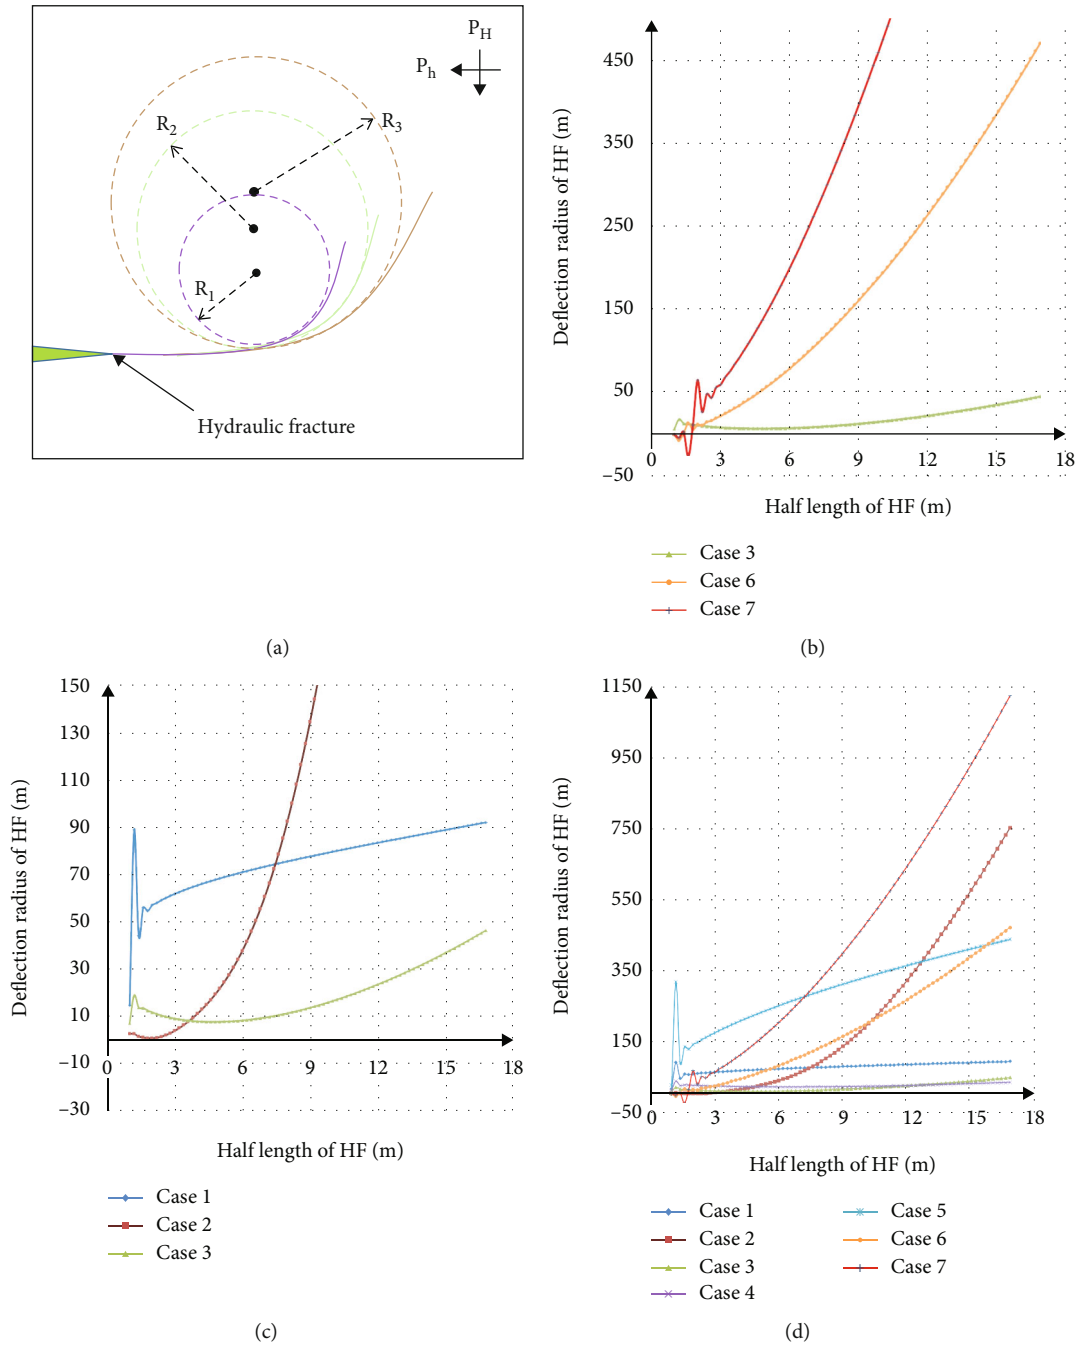 P_H
P_h
R_2
R_3
R_1
Hydraulic fracture
(a)
450
350
250
150
50
−50
0 3 6 9 12 15 18
Deflection radius of HF (m)
Half length of HF (m)
Case 3
Case 6
Case 7
(b)
150
130
110
90
70
50
30
10
−10
−30
0 3 6 9 12 15 18
Deflection radius of HF (m)
Half length of HF (m)
Case 1
Case 2
Case 3
(c)
1150
950
750
550
350
150
−50
0 3 6 9 12 15 18
Deflection radius of HF (m)
Half length of HF (m)
Case 1
Case 2
Case 3
Case 4
Case 5
Case 6
Case 7
(d)